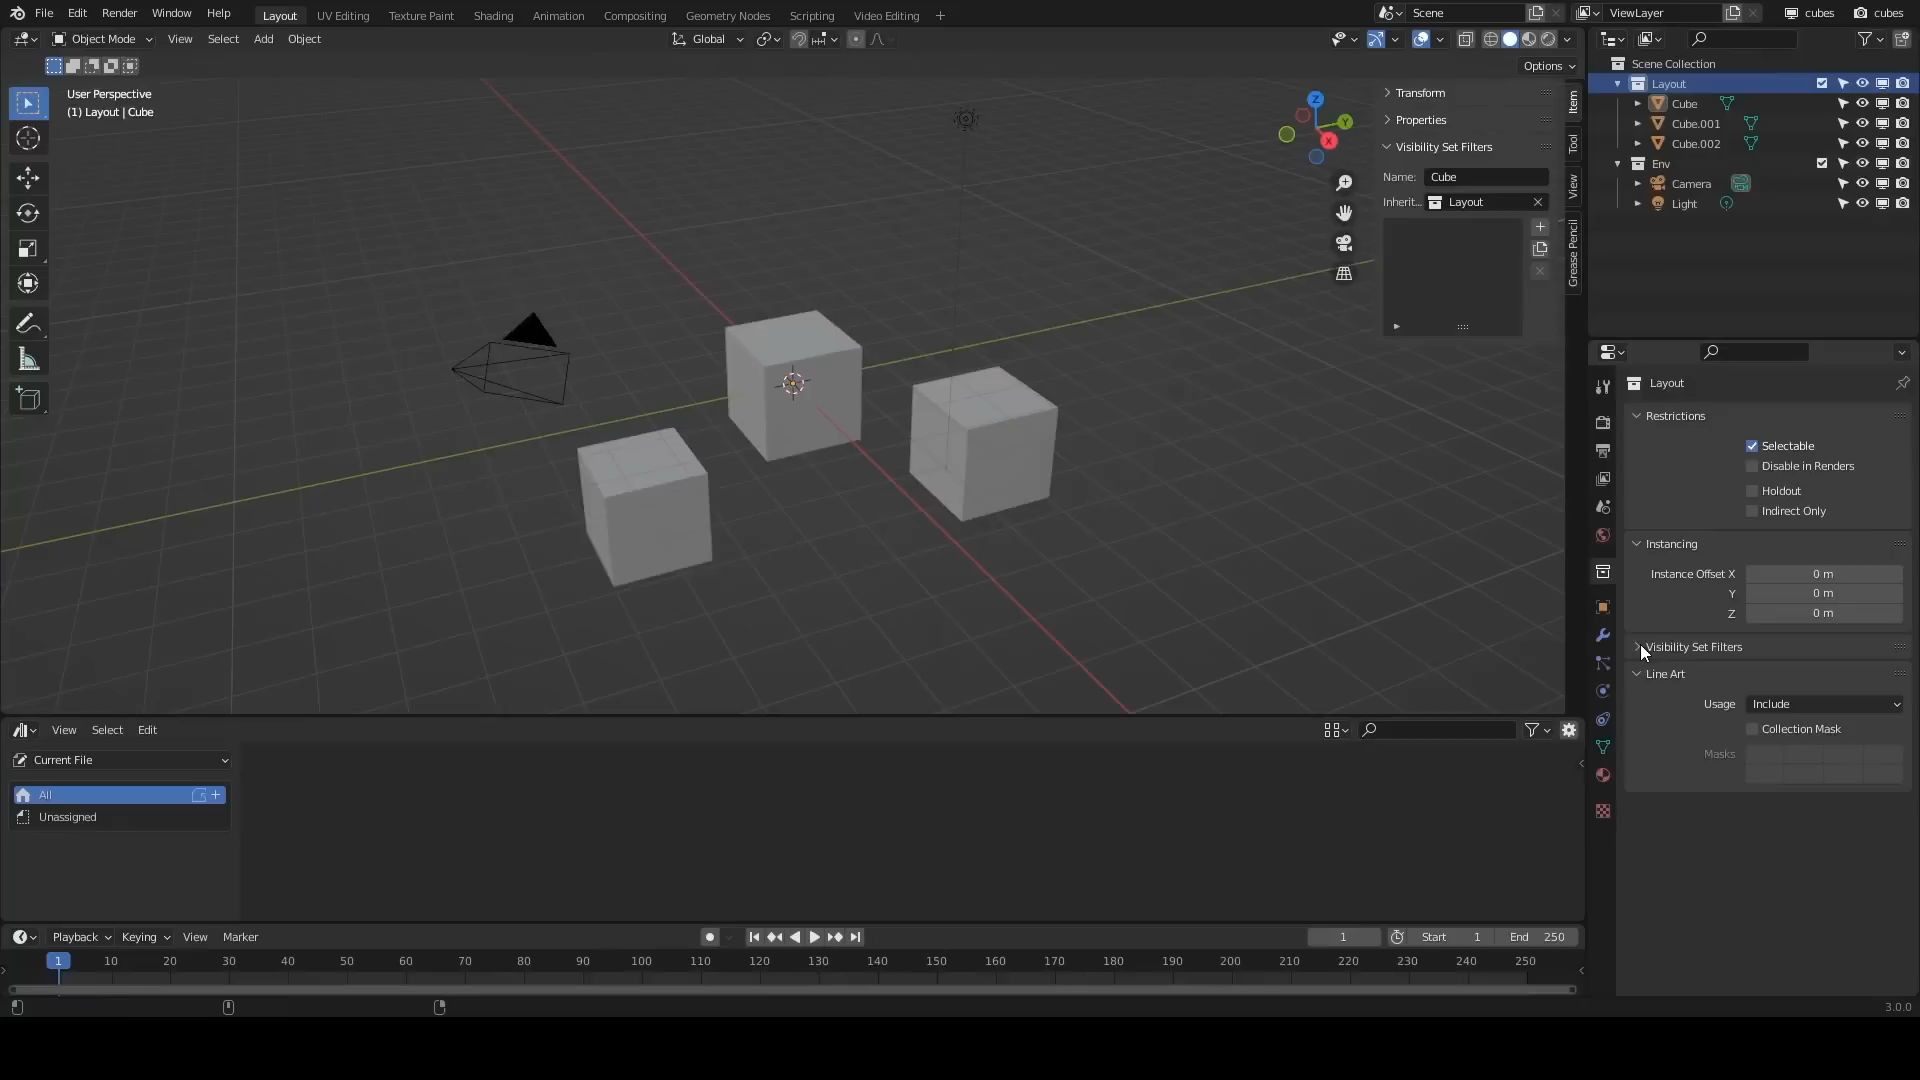 File Edit Render Window Help Layout UV Editing Texture Paint Shading Animation Compositing Geometry Nodes Scripting Video Editing + Scene ViewLayer cubes cubes
Object Mode View Select Add Object Global
Options
User Perspective
(1) Layout | Cube
Z
Y
X
Transform
Properties
Visibility Set Filters
Name: Cube
Inherit... Layout
Item
Tool
View
Grease Pencil
Scene Collection
Layout
Cube
Cube.001
Cube.002
Env
Camera
Light
Layout
Restrictions
Selectable
Disable in Renders
Holdout
Indirect Only
Instancing
Instance Offset X 0 m
Y 0 m
Z 0 m
Visibility Set Filters
Line Art
Usage Include
Collection Mask
Masks
View Select Edit
Current File
All
Unassigned
Playback Keying View Marker 1 Start 1 End 250
1 10 20 30 40 50 60 70 80 90 100 110 120 130 140 150 160 170 180 190 200 210 220 230 240 250
3.0.0